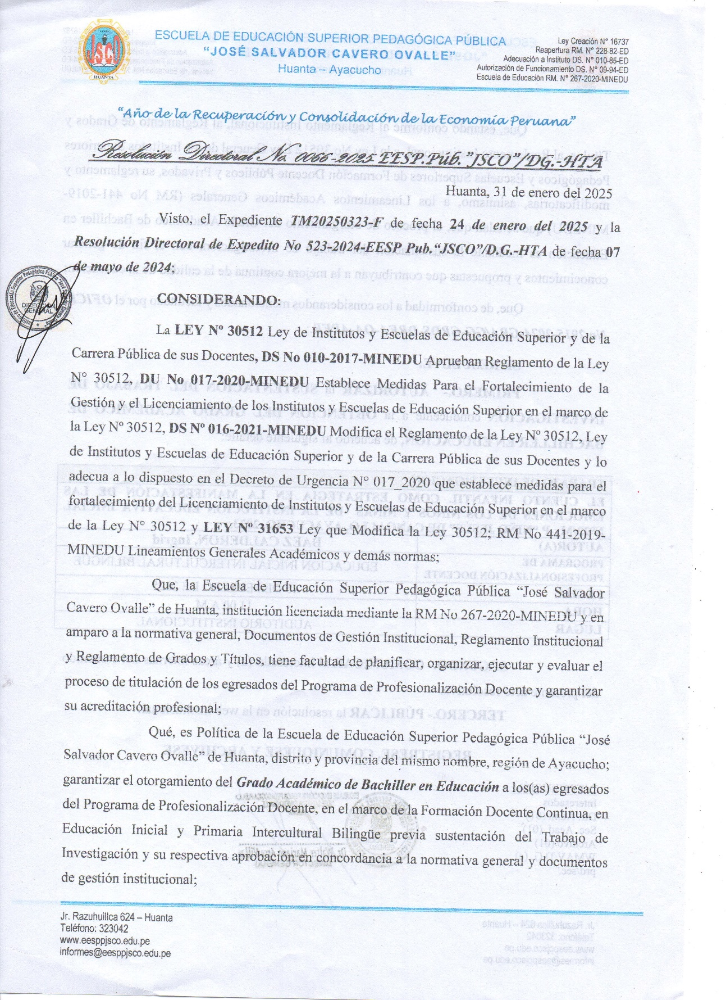 ESCUELA DE EDUCACIÓN SUPERIOR PEDAGÓGICA PÚBLICA
“JOSÉ SALVADOR CAVERO OVALLE”
Huanta – Ayacucho
Ley Creación N° 16737
Reapertura RM. N° 228-82-ED
Adecuación a Instituto DS. N° 010-85-ED
Autorización de Funcionamiento DS. N° 09-94-ED
Escuela de Educación RM. N° 267-2020-MINEDU
JSCO
HUANTA
“Año de la Recuperación y Consolidación de la Economía Peruana”
Resolución Directoral No. 0066-2025-EESP.Púb.”JSCO”/DG.-HTA
Huanta, 31 de enero del 2025
Visto, el Expediente TM20250323-F de fecha 24 de enero del 2025 y la
Resolución Directoral de Expedito No 523-2024-EESP Pub.“JSCO”/D.G.-HTA de fecha 07
de mayo de 2024;
DIRECCIÓN
GENERAL
CONSIDERANDO:
La LEY Nº 30512 Ley de Institutos y Escuelas de Educación Superior y de la
Carrera Pública de sus Docentes, DS No 010-2017-MINEDU Aprueban Reglamento de la Ley
N° 30512, DU No 017-2020-MINEDU Establece Medidas Para el Fortalecimiento de la
Gestión y el Licenciamiento de los Institutos y Escuelas de Educación Superior en el marco de
la Ley Nº 30512, DS Nº 016-2021-MINEDU Modifica el Reglamento de la Ley Nº 30512, Ley
de Institutos y Escuelas de Educación Superior y de la Carrera Pública de sus Docentes y lo
adecua a lo dispuesto en el Decreto de Urgencia N° 017_2020 que establece medidas para el
fortalecimiento del Licenciamiento de Institutos y Escuelas de Educación Superior en el marco
de la Ley N° 30512 y LEY Nº 31653 Ley que Modifica la Ley 30512; RM No 441-2019-
MINEDU Lineamientos Generales Académicos y demás normas;
Que, la Escuela de Educación Superior Pedagógica Pública “José Salvador
Cavero Ovalle” de Huanta, institución licenciada mediante la RM No 267-2020-MINEDU y en
amparo a la normativa general, Documentos de Gestión Institucional, Reglamento Institucional
y Reglamento de Grados y Títulos, tiene facultad de planificar, organizar, ejecutar y evaluar el
proceso de titulación de los egresados del Programa de Profesionalización Docente y garantizar
su acreditación profesional;
Qué, es Política de la Escuela de Educación Superior Pedagógica Pública “José
Salvador Cavero Ovalle” de Huanta, distrito y provincia del mismo nombre, región de Ayacucho;
garantizar el otorgamiento del Grado Académico de Bachiller en Educación a los(as) egresados
del Programa de Profesionalización Docente, en el marco de la Formación Docente Continua, en
Educación Inicial y Primaria Intercultural Bilingüe previa sustentación del Trabajo de
Investigación y su respectiva aprobación en concordancia a la normativa general y documentos
de gestión institucional;
Jr. Razuhuillca 624 – Huanta
Teléfono: 323042
www.eesppjsco.edu.pe
informes@eesppjsco.edu.pe